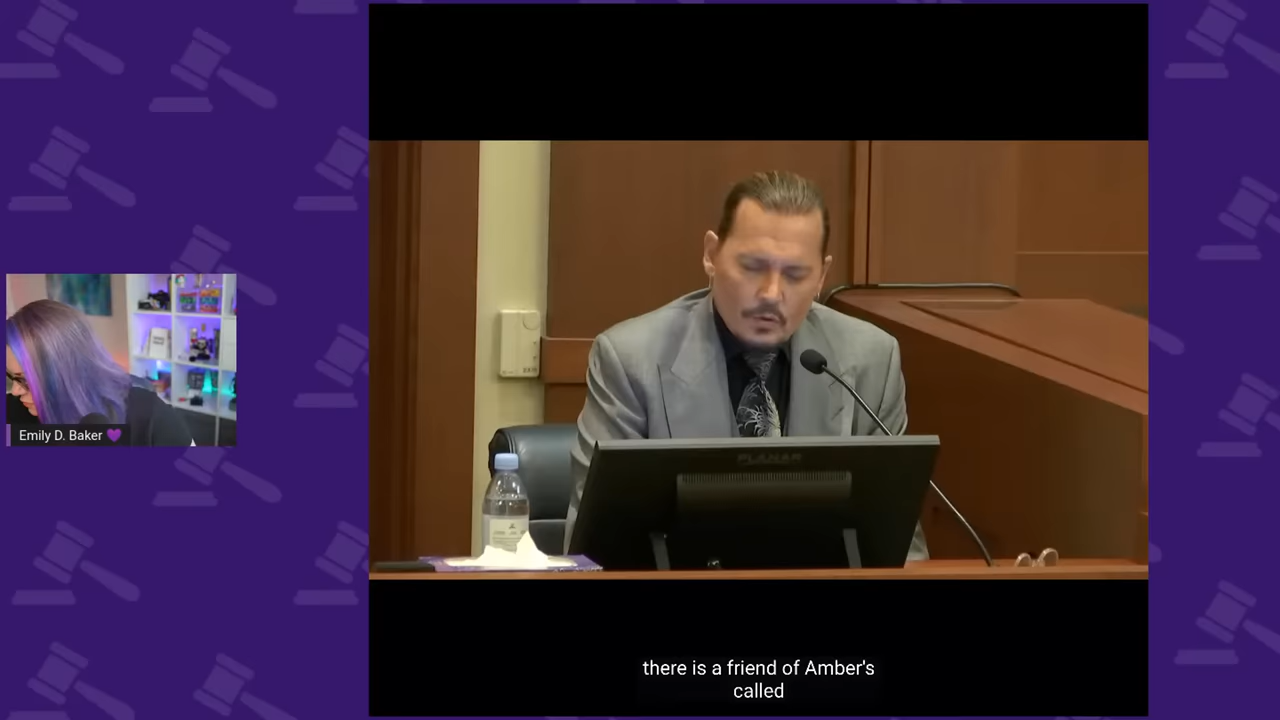 Emily D. Baker 💜
PLANAR
there is a friend of Amber's
called